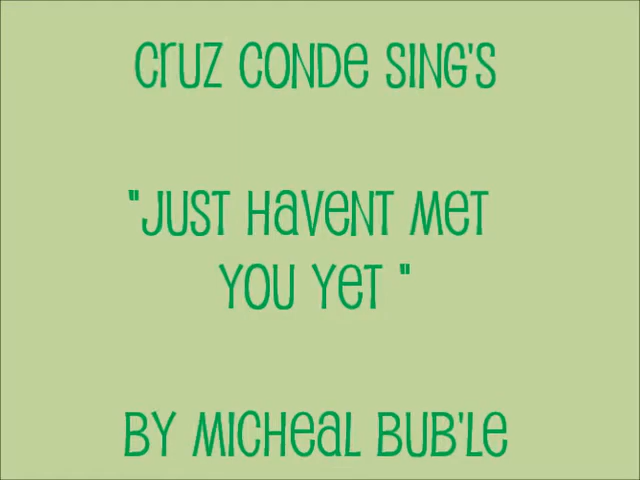 Cruz Conde Sing's
"Just Havent Met
You Yet "
By Micheal Bub'le